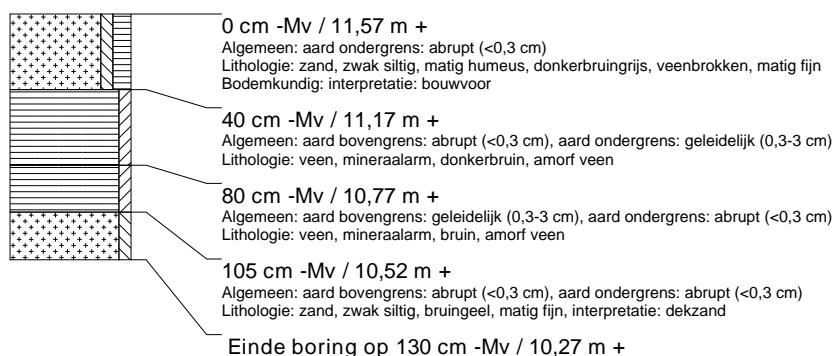 0 cm -Mv / 11,57 m +
Algemeen: aard ondergrens: abrupt (<0,3 cm)
Lithologie: zand, zwak siltig, matig humeus, donkerbruingrijs, veenbrokken, matig fijn
Bodemkundig: interpretatie: bouwvoor
40 cm -Mv / 11,17 m +
Algemeen: aard bovengrens: abrupt (<0,3 cm), aard ondergrens: geleidelijk (0,3-3 cm)
Lithologie: veen, mineraalarm, donkerbruin, amorf veen
80 cm -Mv / 10,77 m +
Algemeen: aard bovengrens: geleidelijk (0,3-3 cm), aard ondergrens: abrupt (<0,3 cm)
Lithologie: veen, mineraalarm, bruin, amorf veen
105 cm -Mv / 10,52 m +
Algemeen: aard bovengrens: abrupt (<0,3 cm), aard ondergrens: abrupt (<0,3 cm)
Lithologie: zand, zwak siltig, bruingeel, matig fijn, interpretatie: dekzand
Einde boring op 130 cm -Mv / 10,27 m +